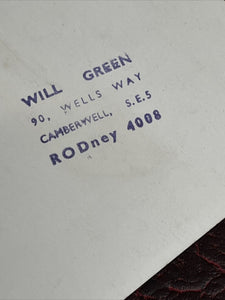 WILL GREEN
90, WELLS WAY
CAMBERWELL, S.E.5
RODney 4008